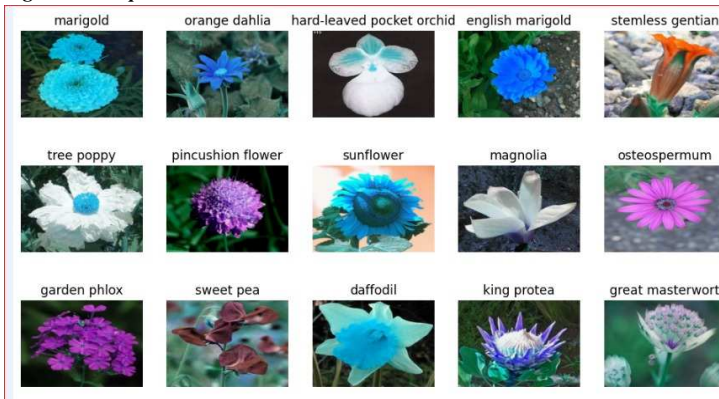 marigold orange dahlia hard-leaved pocket orchid english marigold stemless gentian
tree poppy pincushion flower sunflower magnolia osteospermum
garden phlox sweet pea daffodil king protea great masterwort